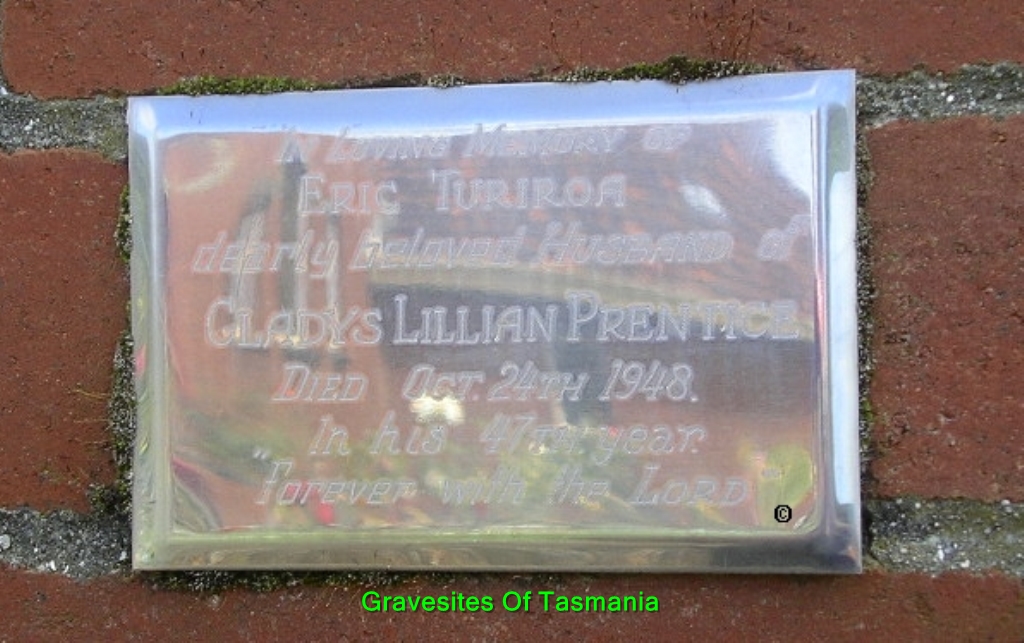 In Loving Memory of
Eric Turiroa
dearly beloved Husband of
Gladys Lillian Prentice
Died Oct. 24th 1948.
In his 47th year.
"Forever with the Lord"
©
Gravesites Of Tasmania